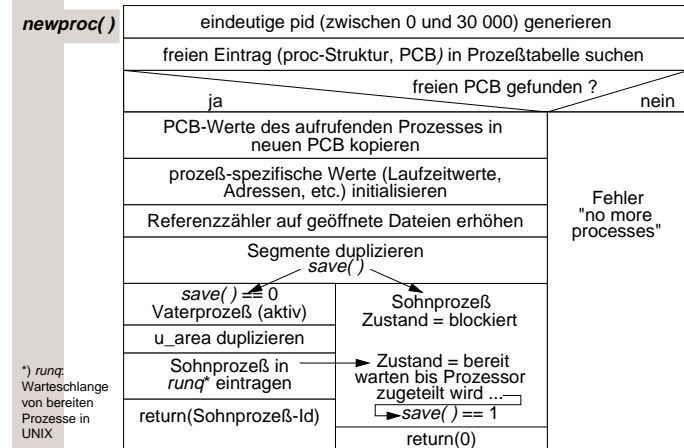 newproc( )
eindeutige pid (zwischen 0 und 30 000) generieren
freien Eintrag (proc-Struktur, PCB) in Prozeßtabelle suchen
freien PCB gefunden ?
ja
nein
PCB-Werte des aufrufenden Prozesses in
neuen PCB kopieren
prozeß-spezifische Werte (Laufzeitwerte,
Adressen, etc.) initialisieren
Referenzzähler auf geöffnete Dateien erhöhen
Segmente duplizieren
save( )
Fehler
"no more
processes"
save( ) == 0
Vaterprozeß (aktiv)
u_area duplizieren
Sohnprozeß in
runq* eintragen
return(Sohnprozeß-Id)
Sohnprozeß
Zustand = blockiert
Zustand = bereit
warten bis Prozessor
zugeteilt wird ...
save( ) == 1
return(0)
*) runq:
Warteschlange
von bereiten
Prozesse in
UNIX